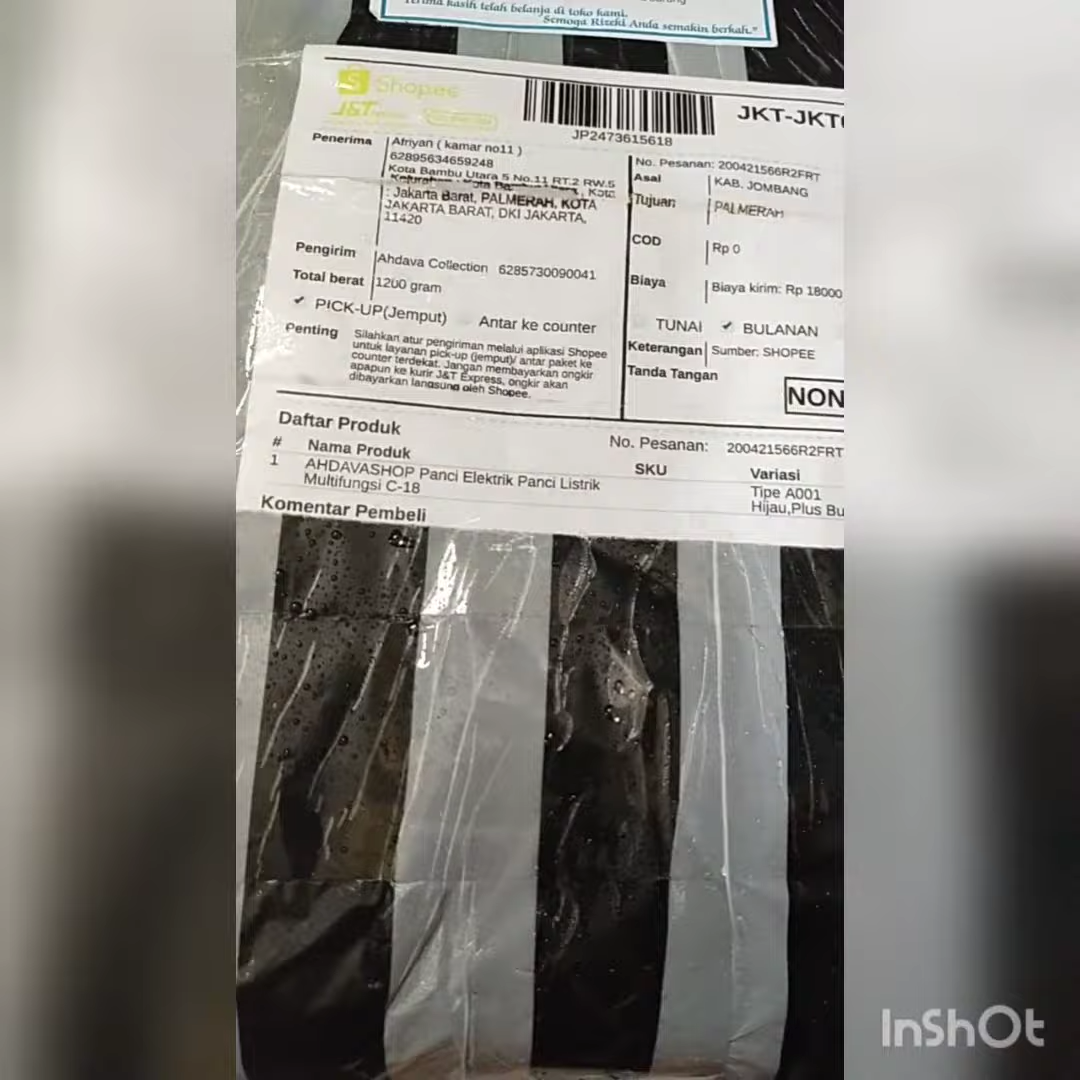 Terima kasih telah belanja di toko kami.
Semoga Rizeki Anda semakin berkah."
Shopee
J&T
JP2473615618
JKT-JKT
Penerima
Afriyan ( kamar no11 )
62895634659248
Kota Bambu Utara 5 No.11 RT.2 RW.5
Kota
: Jakarta Barat, PALMERAH, KOTA
JAKARTA BARAT, DKI JAKARTA,
11420
Pengirim
Ahdava Collection 6285730090041
Total berat
1200 gram
✔ PICK-UP(Jemput)
Antar ke counter
Penting
Silahkan atur pengiriman melalui aplikasi Shopee
untuk layanan pick-up (jemput)/ antar paket ke
counter terdekat. Jangan membayarkan ongkir
apapun ke kurir J&T Express, ongkir akan
dibayarkan langsung oleh Shopee.
No. Pesanan: 200421566R2FRT
Asal
KAB. JOMBANG
Tujuan
PALMERAH
COD
Rp 0
Biaya
Biaya kirim: Rp 18000
TUNAI ✔ BULANAN
Keterangan
Sumber: SHOPEE
Tanda Tangan
NON
Daftar Produk
No. Pesanan: 200421566R2FRT
# Nama Produk SKU Variasi
1 AHDAVASHOP Panci Elektrik Panci Listrik
Multifungsi C-18
Tipe A001
Hijau,Plus Bu
Komentar Pembeli
InShOt